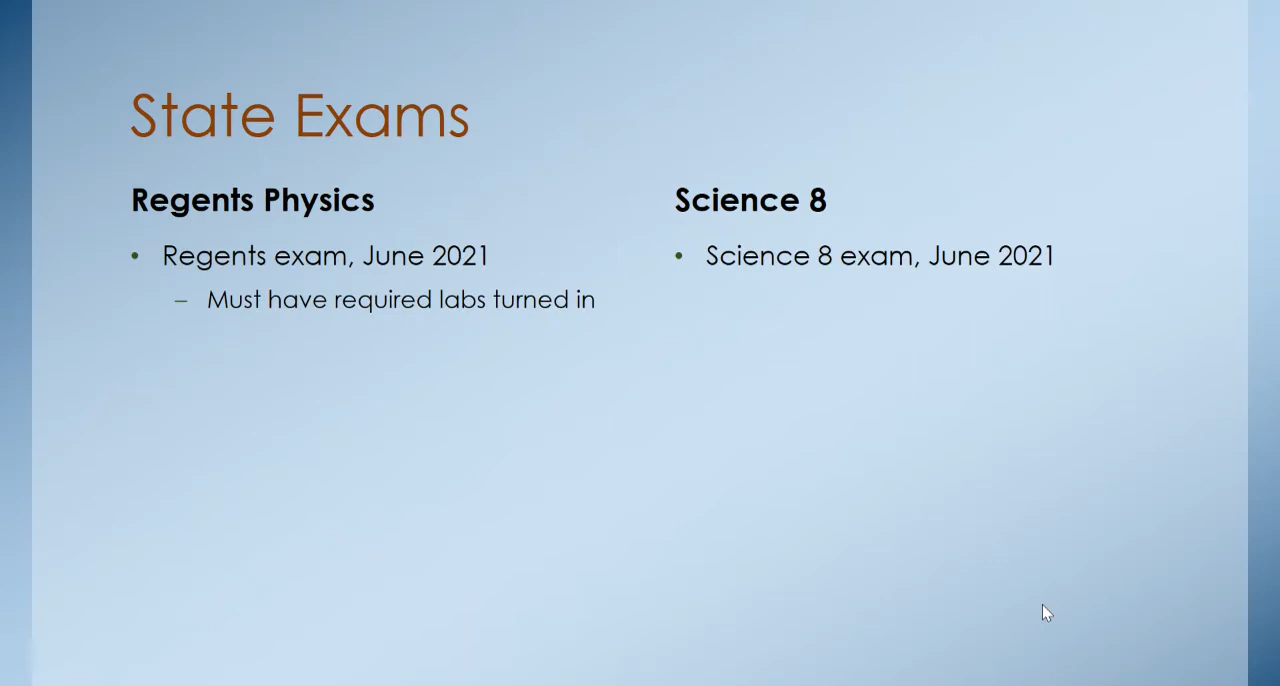 State Exams
Regents Physics
• Regents exam, June 2021
– Must have required labs turned in
Science 8
• Science 8 exam, June 2021